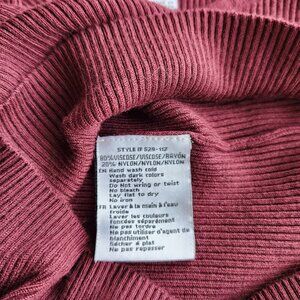 STYLE # 529-112
80%VISCOSE/VISCOSE/RAYON
20% NYLON/NYLON/NYLON
EN Hand wash cold
Wash dark colors
separately
Do Not wring or twist
No bleach
Lay flat to dry
No iron
FR Laver à la main à l'eau
froide
Laver les couleurs
foncées séparément
Ne pas tordre
Ne pas utiliser d'agent de
blanchiment
Sécher à plat
Ne pas repasser